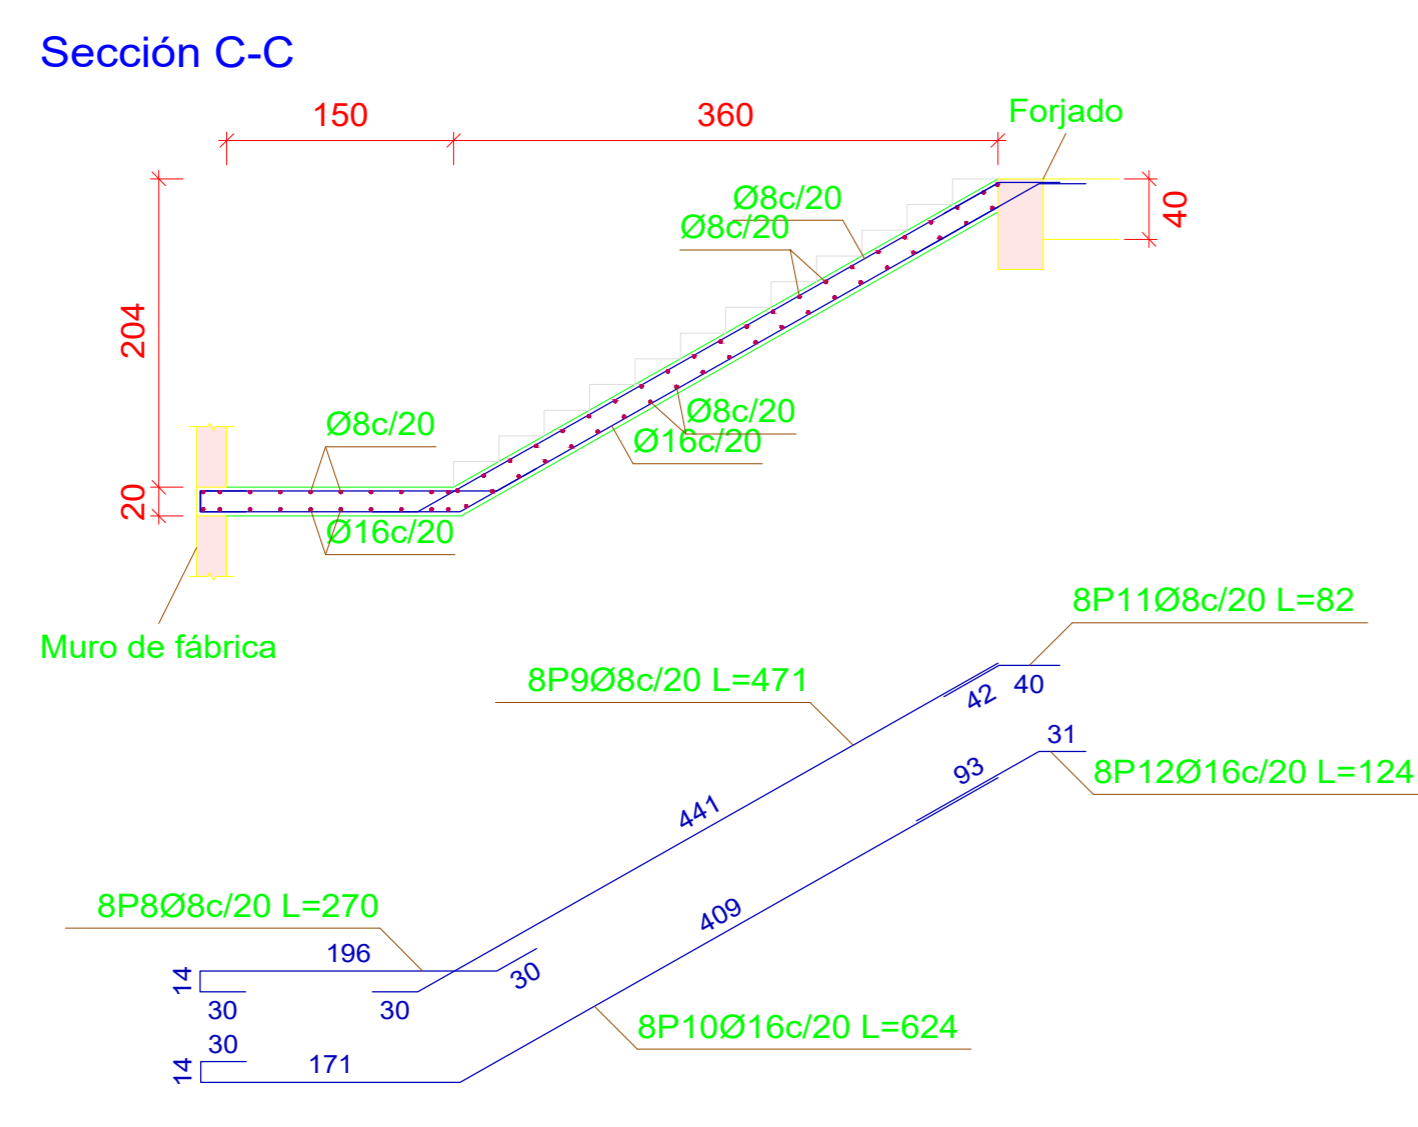 Sección C-C
150
360
Forjado
40
Ø8c/20
Ø8c/20
204
Ø8c/20
Ø8c/20
Ø16c/20
20
Ø16c/20
Muro de fábrica
8P11Ø8c/20 L=82
8P9Ø8c/20 L=471
42
40
31
93
8P12Ø16c/20 L=124
441
8P8Ø8c/20 L=270
409
196
14
30
30
30
8P10Ø16c/20 L=624
30
14
171